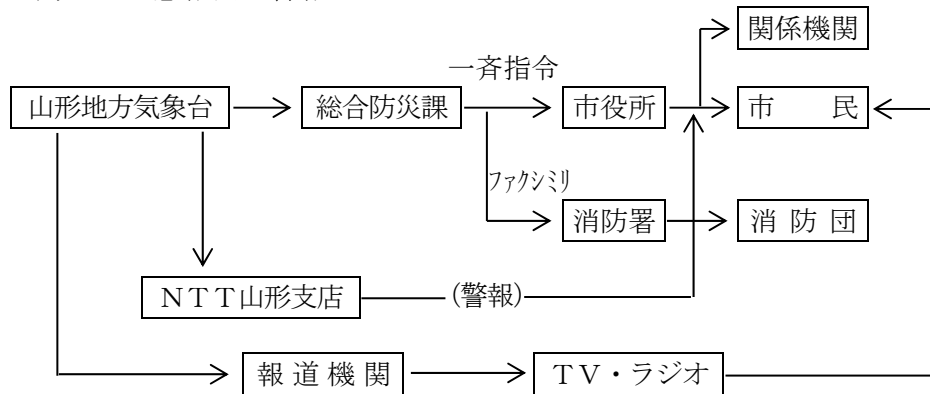 関係機関
一斉指令
山形地方気象台 総合防災課 市役所 市 民
ファクシミリ
消防署 消 防 団
ＮＴＴ山形支店 (警報)
報 道 機 関 ＴＶ・ラジオ